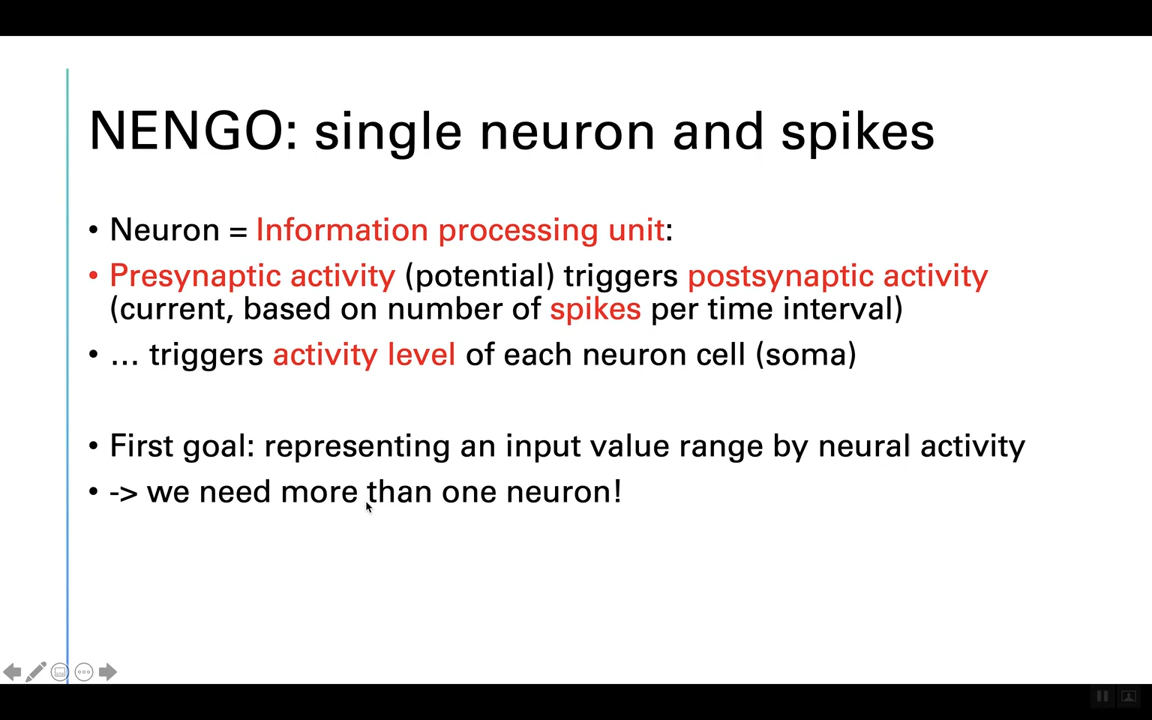 NENGO: single neuron and spikes
• Neuron = Information processing unit:
• Presynaptic activity (potential) triggers postsynaptic activity
(current, based on number of spikes per time interval)
• … triggers activity level of each neuron cell (soma)
• First goal: representing an input value range by neural activity
• -> we need more than one neuron!